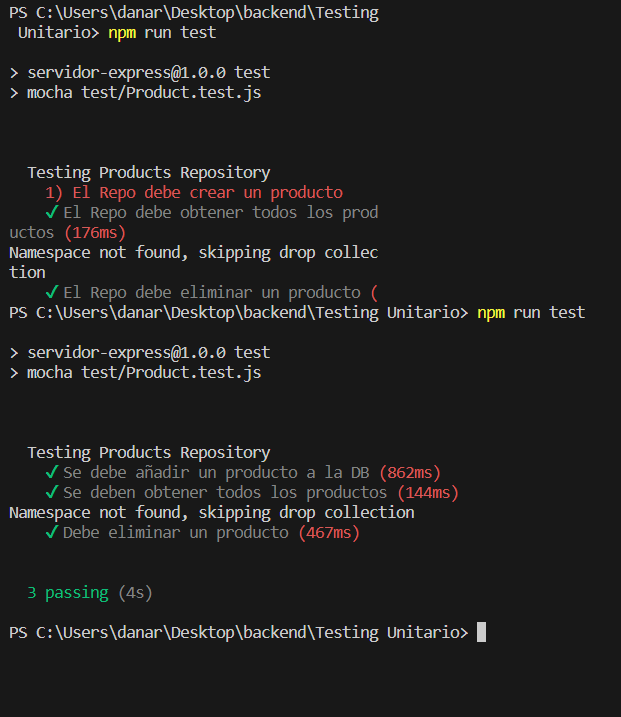 PS C:\Users\danar\Desktop\backend\Testing
 Unitario> npm run test

> servidor-express@1.0.0 test
> mocha test/Product.test.js

  Testing Products Repository
    1) El Repo debe crear un producto
    ✓ El Repo debe obtener todos los prod
uctos (176ms)
Namespace not found, skipping drop collec
tion
    ✓ El Repo debe eliminar un producto (
PS C:\Users\danar\Desktop\backend\Testing Unitario> npm run test

> servidor-express@1.0.0 test
> mocha test/Product.test.js

  Testing Products Repository
    ✓ Se debe añadir un producto a la DB (862ms)
    ✓ Se deben obtener todos los productos (144ms)
Namespace not found, skipping drop collection
    ✓ Debe eliminar un producto (467ms)

  3 passing (4s)

PS C:\Users\danar\Desktop\backend\Testing Unitario>